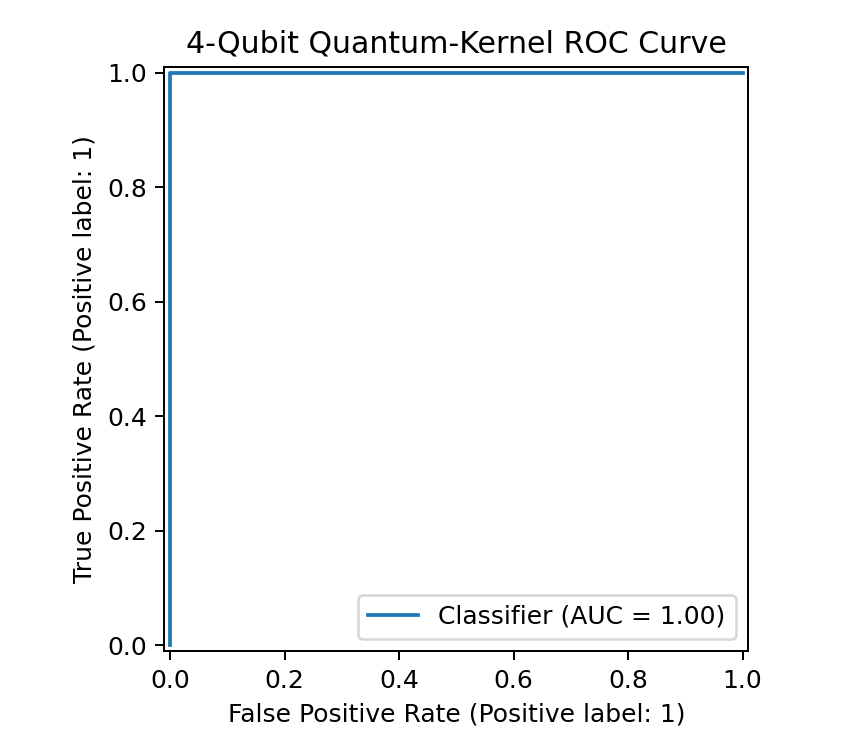 4-Qubit Quantum-Kernel ROC Curve
True Positive Rate (Positive label: 1)
1.0
0.8
0.6
0.4
0.2
0.0
Classifier (AUC = 1.00)
0.0 0.2 0.4 0.6 0.8 1.0
False Positive Rate (Positive label: 1)